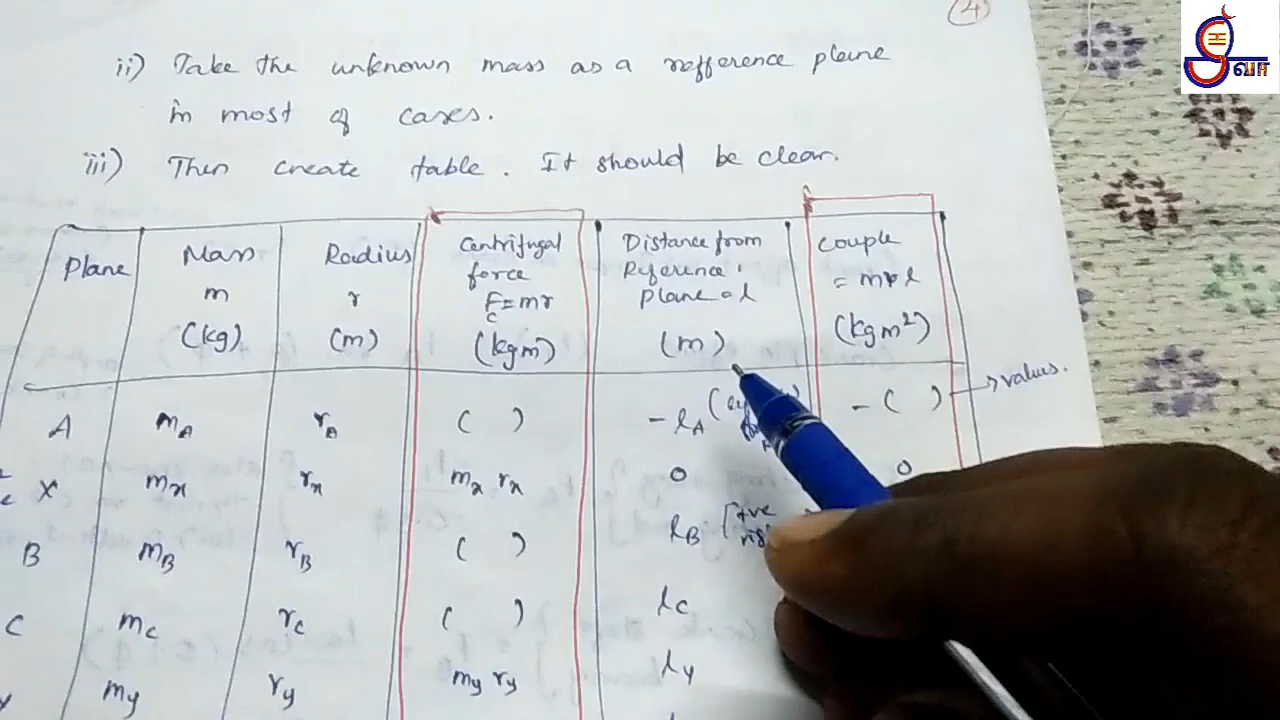 4
ii) Take the unknown mass as a refference plane
in most of cases.
iii) Then create table. It should be clear.
Plane
Mass
m
(kg)
Radius
r
(m)
Centrifugal
force
Fc=mr
(kgm)
Distance from
Reference
plane = l
(m)
Couple
= mrl
(kgm²)
A mA rA ( ) - lA - ( ) → values.
X mx rx mx rx 0 0
B mB rB ( ) lB [+ve
C mC rC ( ) lC
my ry my ry ly
வா